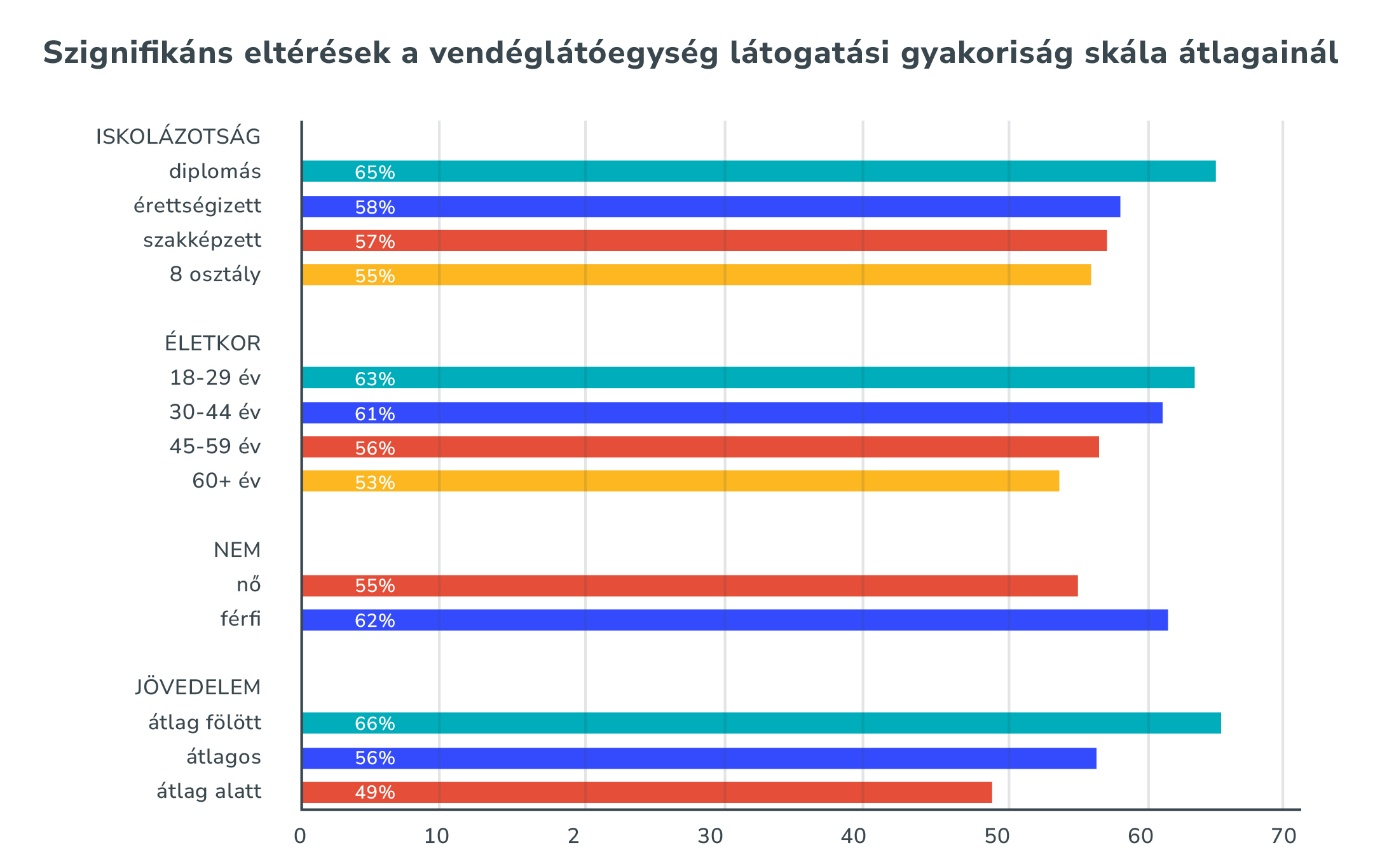 Szignifikáns eltérések a vendéglátóegység látogatási gyakoriság skála átlagainál
ISKOLÁZOTSÁG
diplomás 65%
érettségizett 58%
szakképzett 57%
8 osztály 55%
ÉLETKOR
18-29 év 63%
30-44 év 61%
45-59 év 56%
60+ év 53%
NEM
nő 55%
férfi 62%
JÖVEDELEM
átlag fölött 66%
átlagos 56%
átlag alatt 49%
0 10 2 30 40 50 60 70